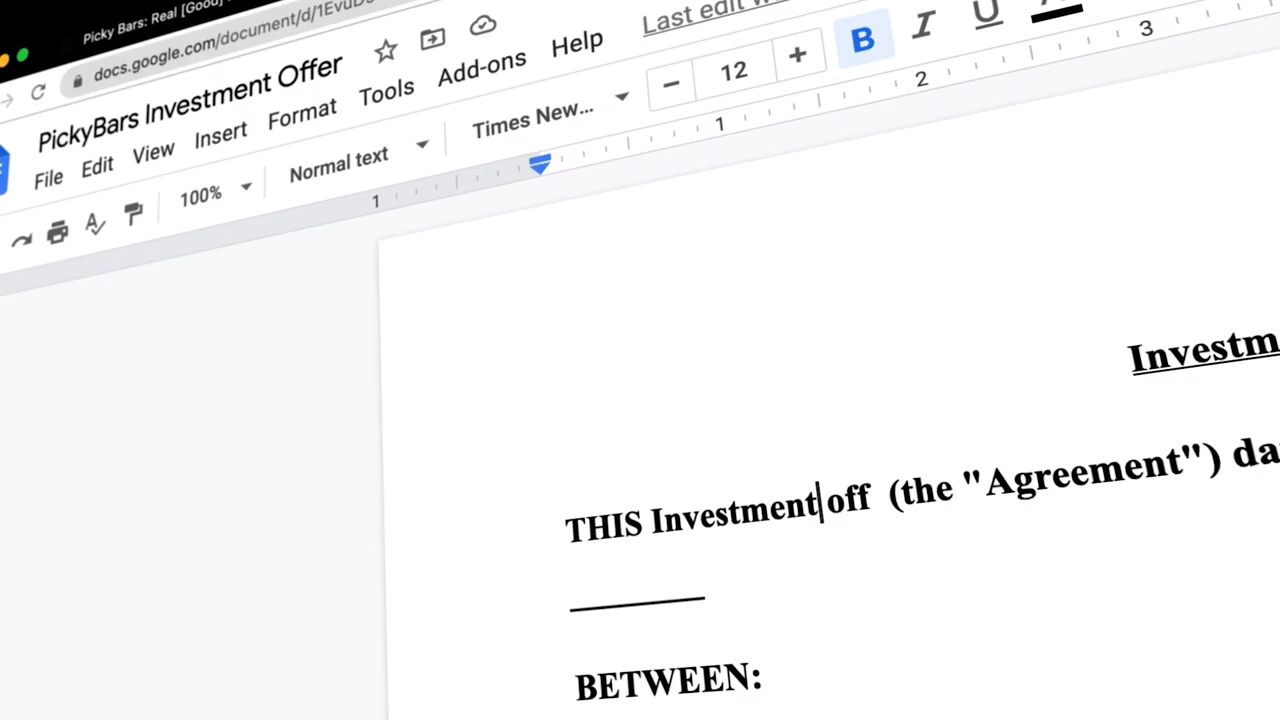 Picky Bars: Real [Good]
docs.google.com/document/d/1EvuDS
PickyBars Investment Offer
File Edit View Insert Format Tools Add-ons Help Last edit
100% Normal text Times New... 12 B I U A
1 1 2 3
Investm
THIS Investment off (the "Agreement") da
BETWEEN: